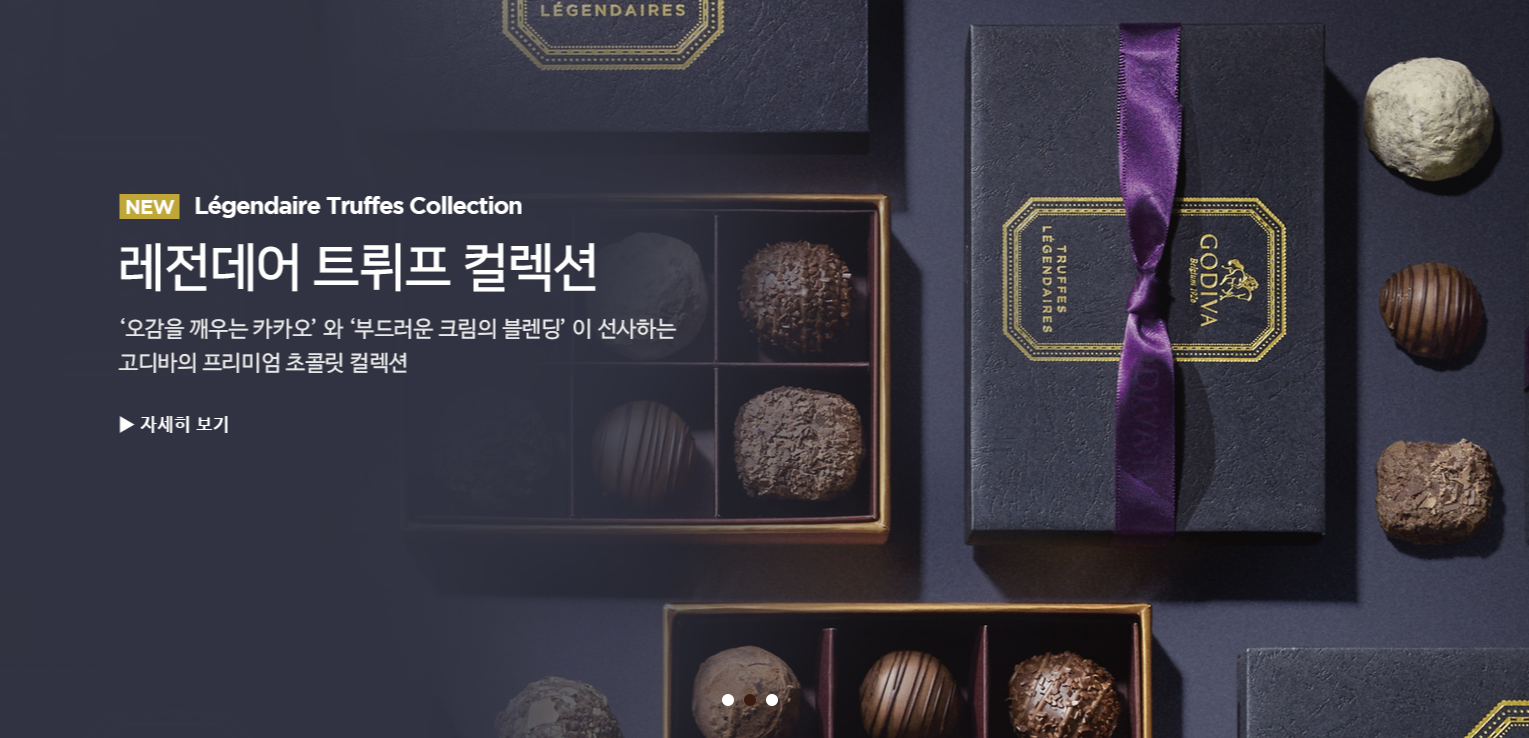 LÉGENDAIRES
NEW Légendaire Truffes Collection
레전데어 트뤼프 컬렉션
‘오감을 깨우는 카카오’ 와 ‘부드러운 크림의 블렌딩’ 이 선사하는
고디바의 프리미엄 초콜릿 컬렉션
▶ 자세히 보기
GODIVA
Belgium 1926
TRUFFES
LÉGENDAIRES